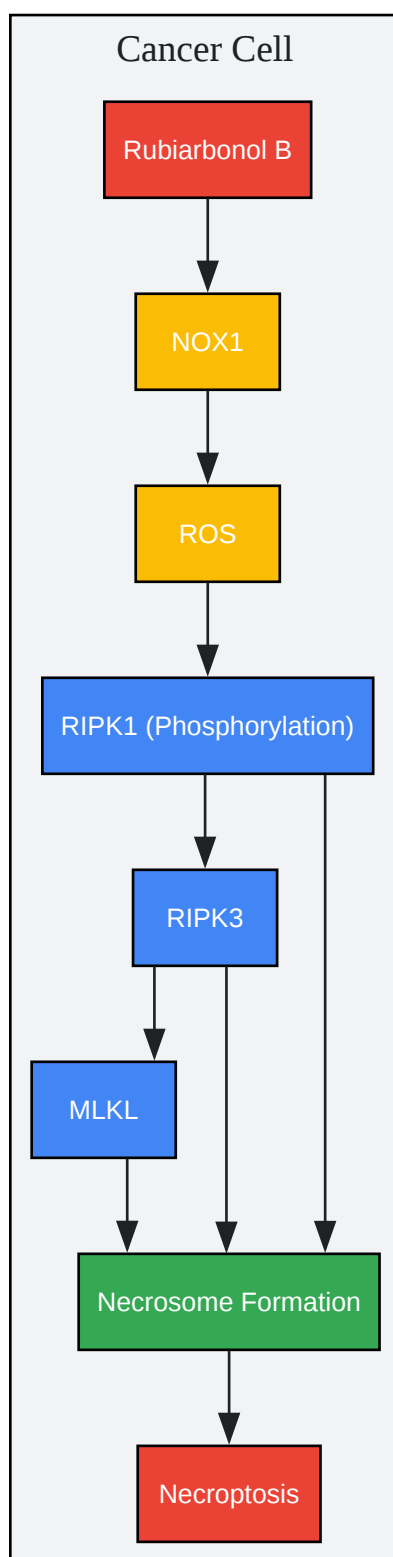 Cancer Cell
Rubiarbonol B
NOX1
ROS
RIPK1 (Phosphorylation)
RIPK3
MLKL
Necrosome Formation
Necroptosis